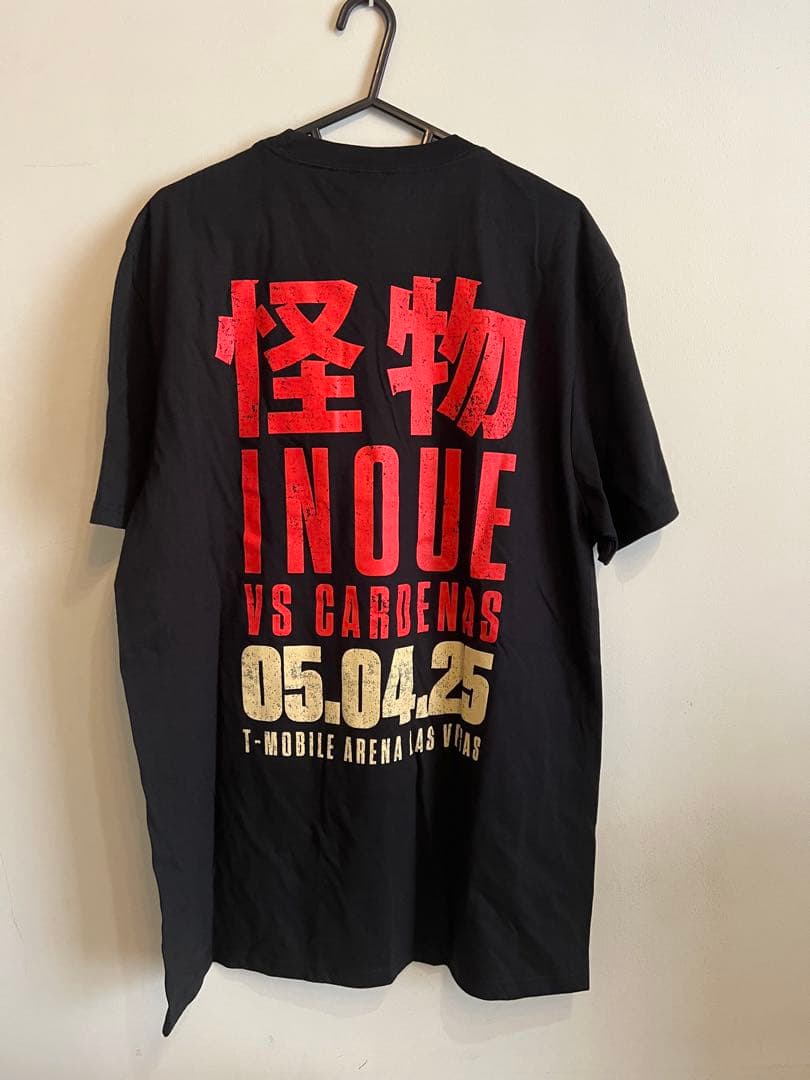 怪物
INOUE
VS CARDENAS
05.04.25
T-MOBILE ARENA LAS VEGAS